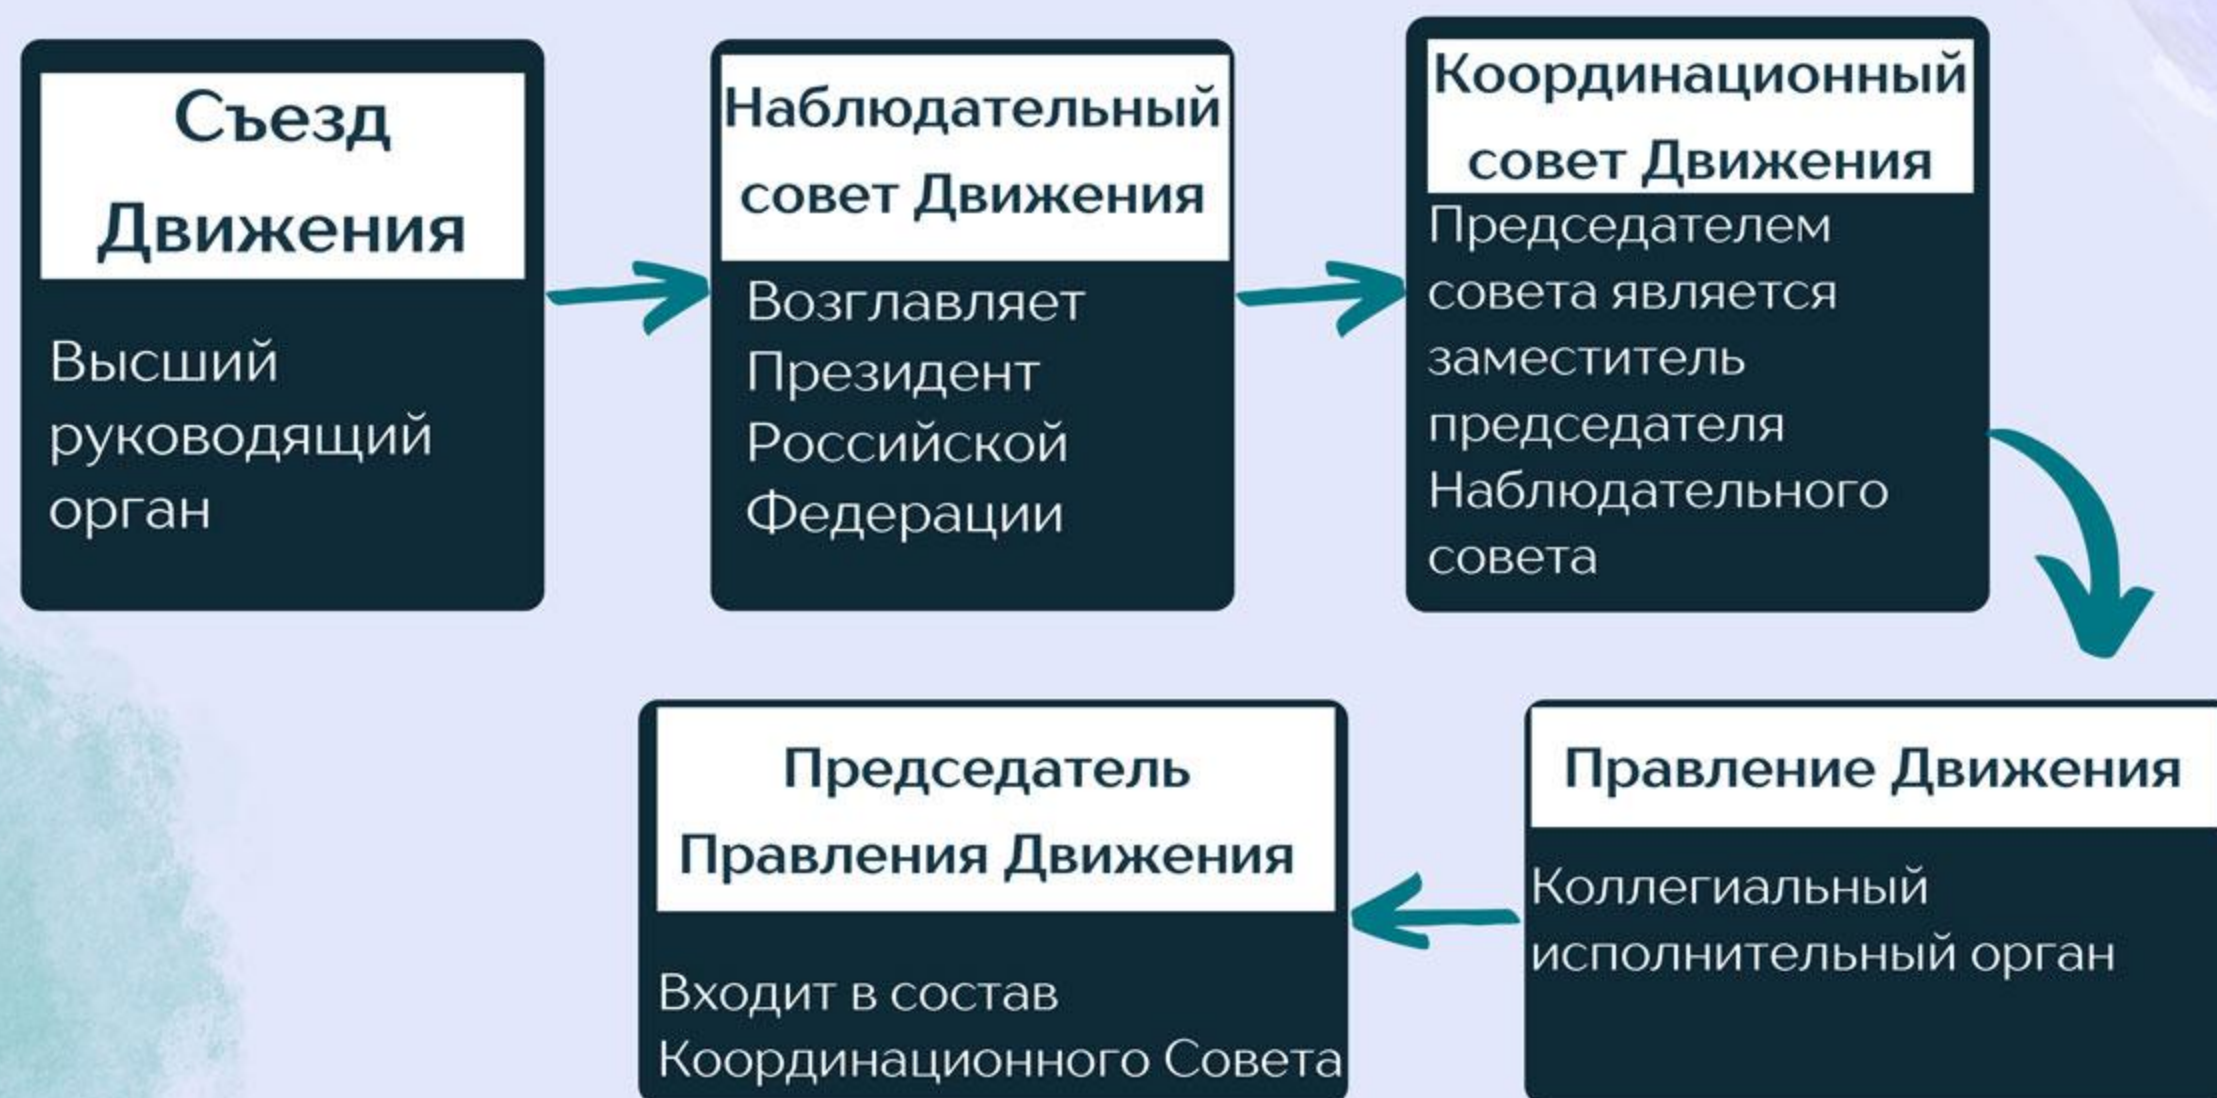 Съезд
Движения
Высший
руководящий
орган
Наблюдательный
совет Движения
Возглавляет
Президент
Российской
Федерации
Координационный
совет Движения
Председателем
совета является
заместитель
председателя
Наблюдательного
совета
Правление Движения
Коллегиальный
исполнительный орган
Председатель
Правления Движения
Входит в состав
Координационного Совета